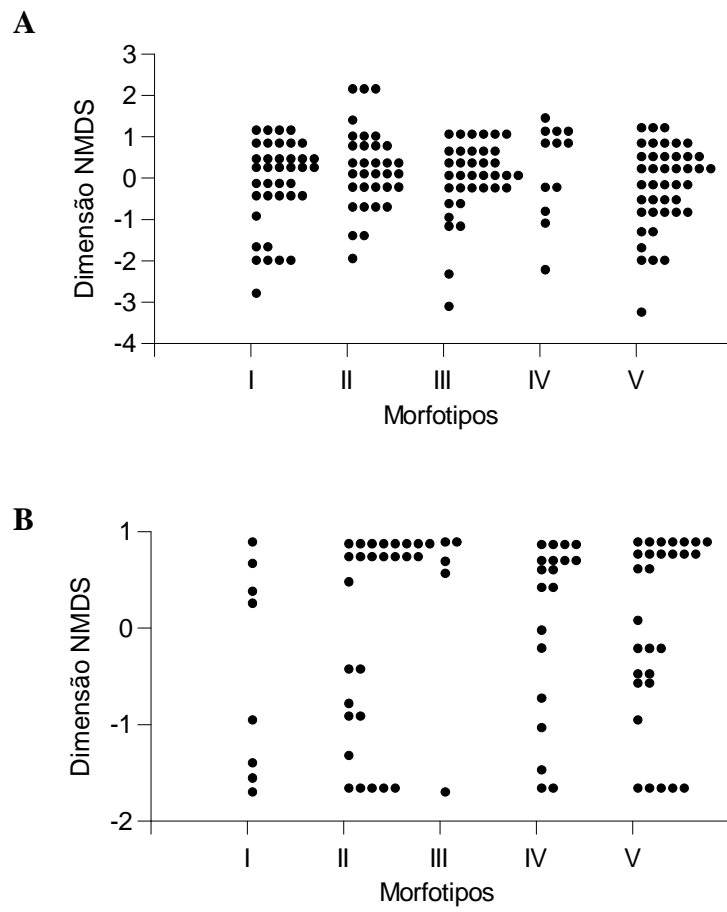 A
Dimensão NMDS
3
2
1
0
-1
-2
-3
-4
I II III IV V
Morfotipos
B
Dimensão NMDS
1
0
-1
-2
I II III IV V
Morfotipos